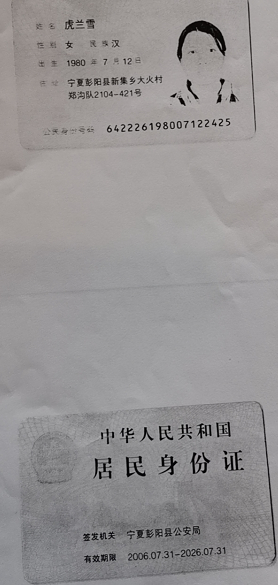 姓名 虎兰雪
性别 女 民族 汉
出生 1980 年 7 月 12 日
住址 宁夏彭阳县新集乡大火村
郑沟队2104-421号
公民身份号码 642226198007122425
中华人民共和国
居民身份证
签发机关 宁夏彭阳县公安局
有效期限 2006.07.31-2026.07.31